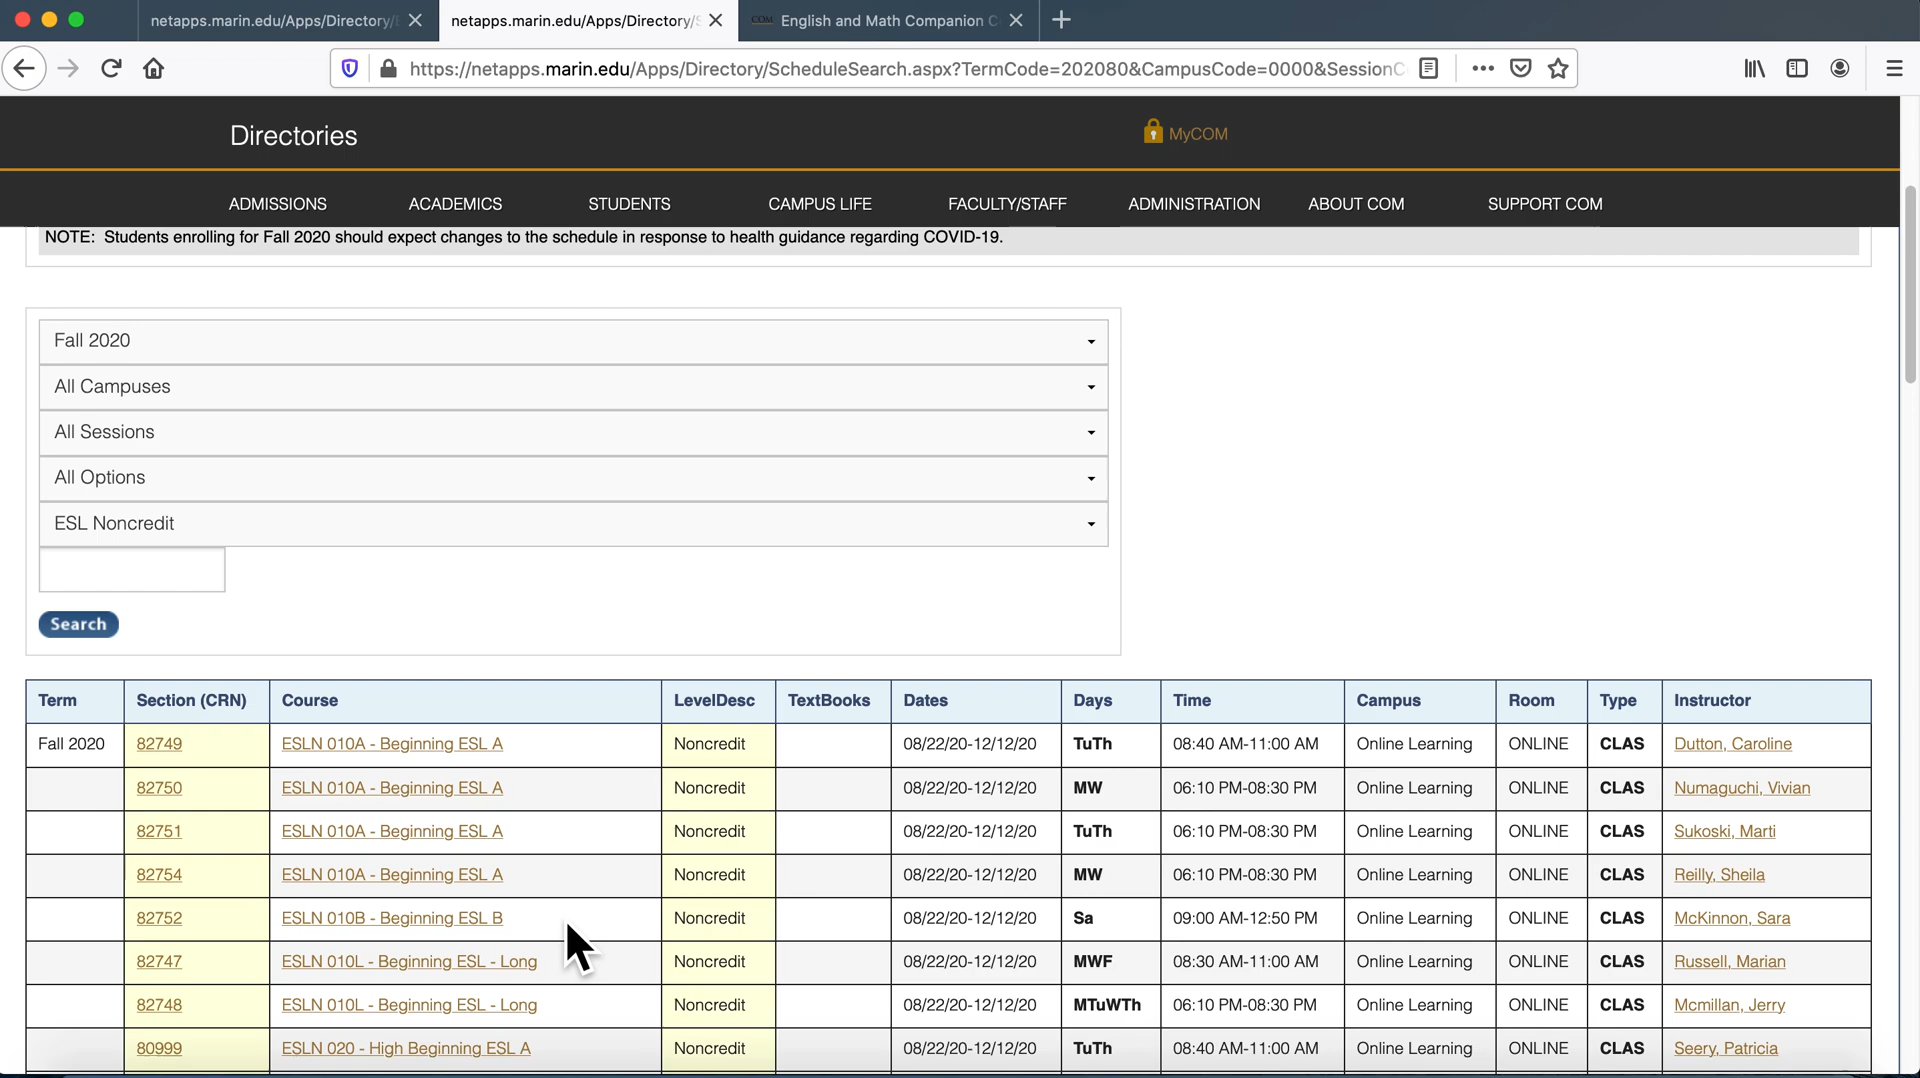 netapps.marin.edu/Apps/Directory/
netapps.marin.edu/Apps/Directory/S
COM English and Math Companion C
https://netapps.marin.edu/Apps/Directory/ScheduleSearch.aspx?TermCode=202080&CampusCode=0000&SessionC
Directories
MyCOM
ADMISSIONS ACADEMICS STUDENTS CAMPUS LIFE FACULTY/STAFF ADMINISTRATION ABOUT COM SUPPORT COM
NOTE: Students enrolling for Fall 2020 should expect changes to the schedule in response to health guidance regarding COVID-19.
Fall 2020
All Campuses
All Sessions
All Options
ESL Noncredit
Search
Term Section (CRN) Course LevelDesc TextBooks Dates Days Time Campus Room Type Instructor
Fall 2020 82749 ESLN 010A - Beginning ESL A Noncredit 08/22/20-12/12/20 TuTh 08:40 AM-11:00 AM Online Learning ONLINE CLAS Dutton, Caroline
82750 ESLN 010A - Beginning ESL A Noncredit 08/22/20-12/12/20 MW 06:10 PM-08:30 PM Online Learning ONLINE CLAS Numaguchi, Vivian
82751 ESLN 010A - Beginning ESL A Noncredit 08/22/20-12/12/20 TuTh 06:10 PM-08:30 PM Online Learning ONLINE CLAS Sukoski, Marti
82754 ESLN 010A - Beginning ESL A Noncredit 08/22/20-12/12/20 MW 06:10 PM-08:30 PM Online Learning ONLINE CLAS Reilly, Sheila
82752 ESLN 010B - Beginning ESL B Noncredit 08/22/20-12/12/20 Sa 09:00 AM-12:50 PM Online Learning ONLINE CLAS McKinnon, Sara
82747 ESLN 010L - Beginning ESL - Long Noncredit 08/22/20-12/12/20 MWF 08:30 AM-11:00 AM Online Learning ONLINE CLAS Russell, Marian
82748 ESLN 010L - Beginning ESL - Long Noncredit 08/22/20-12/12/20 MTuWTh 06:10 PM-08:30 PM Online Learning ONLINE CLAS Mcmillan, Jerry
80999 ESLN 020 - High Beginning ESL A Noncredit 08/22/20-12/12/20 TuTh 08:40 AM-11:00 AM Online Learning ONLINE CLAS Seery, Patricia